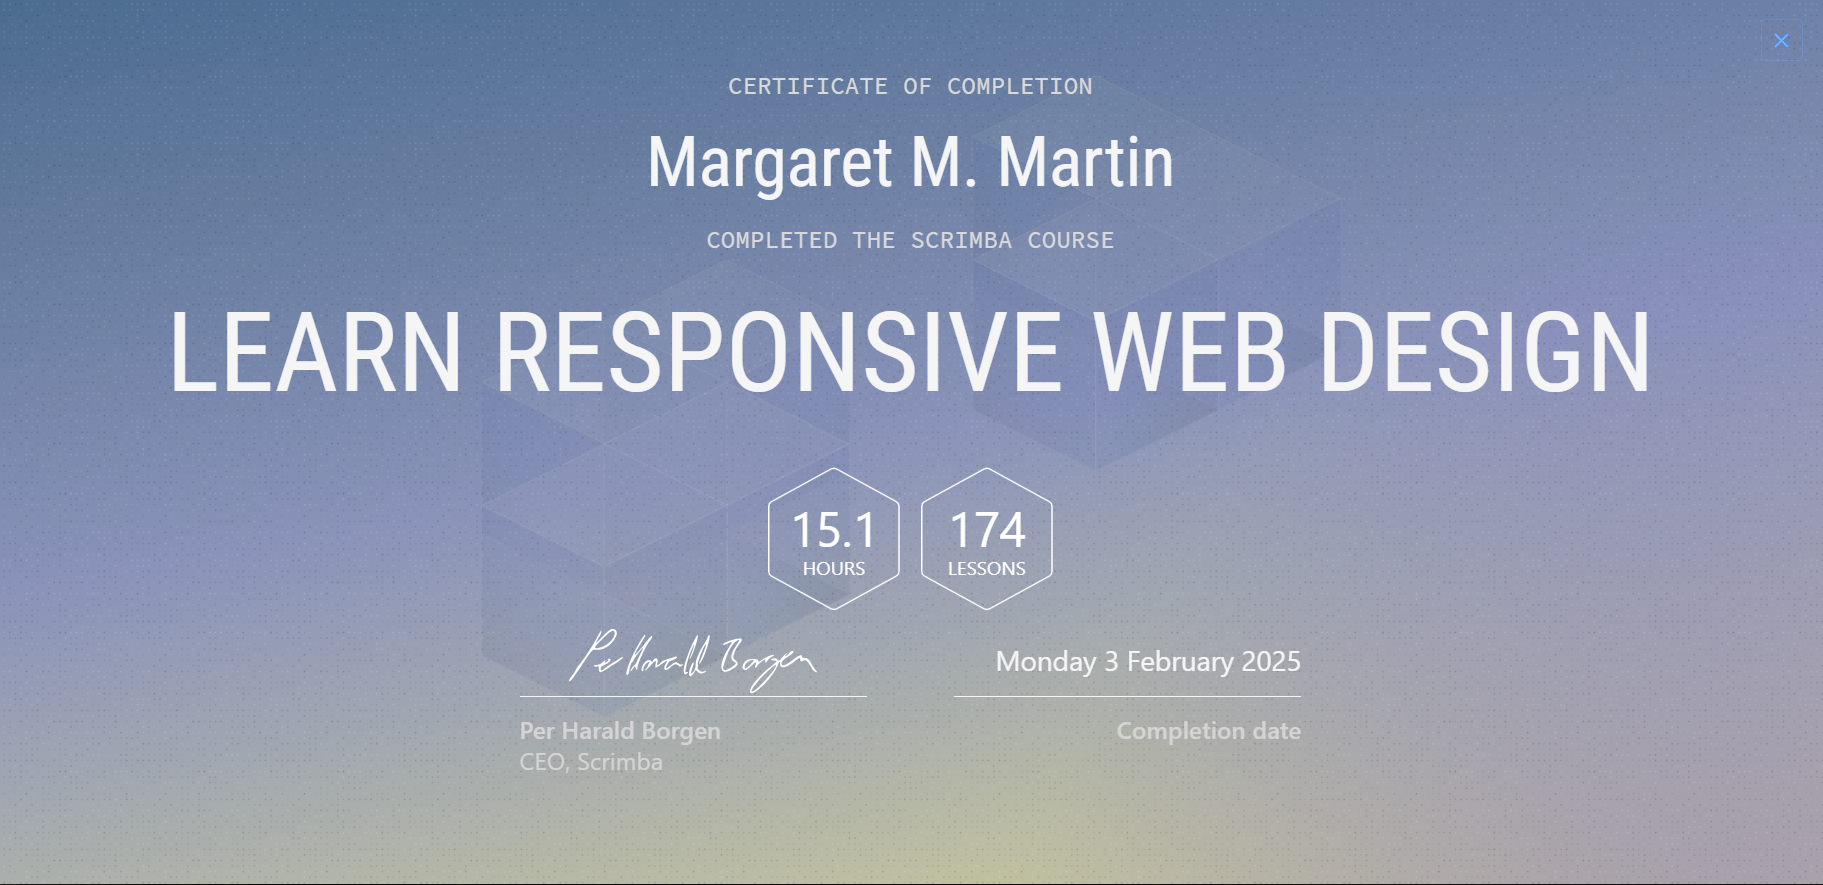 CERTIFICATE OF COMPLETION
Margaret M. Martin
COMPLETED THE SCRIMBA COURSE
LEARN RESPONSIVE WEB DESIGN
15.1
HOURS
174
LESSONS
Per Harald Borgen
Monday 3 February 2025
Per Harald Borgen
CEO, Scrimba
Completion date